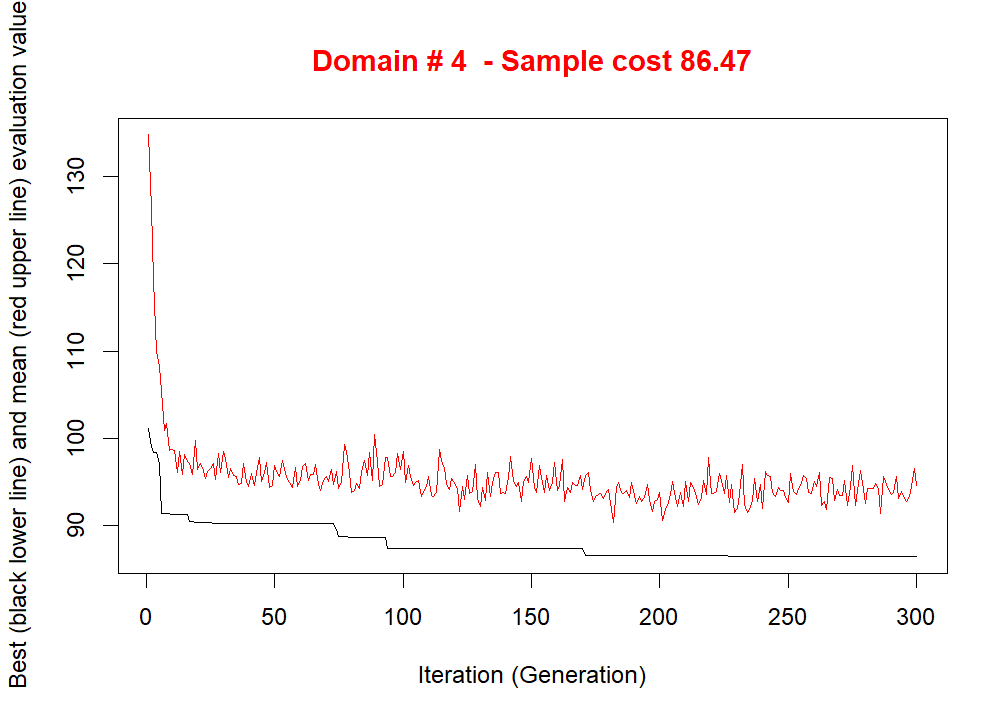 Domain # 4  - Sample cost 86.47
Best (black lower line) and mean (red upper line) evaluation value
130
120
110
100
90
0 50 100 150 200 250 300
Iteration (Generation)